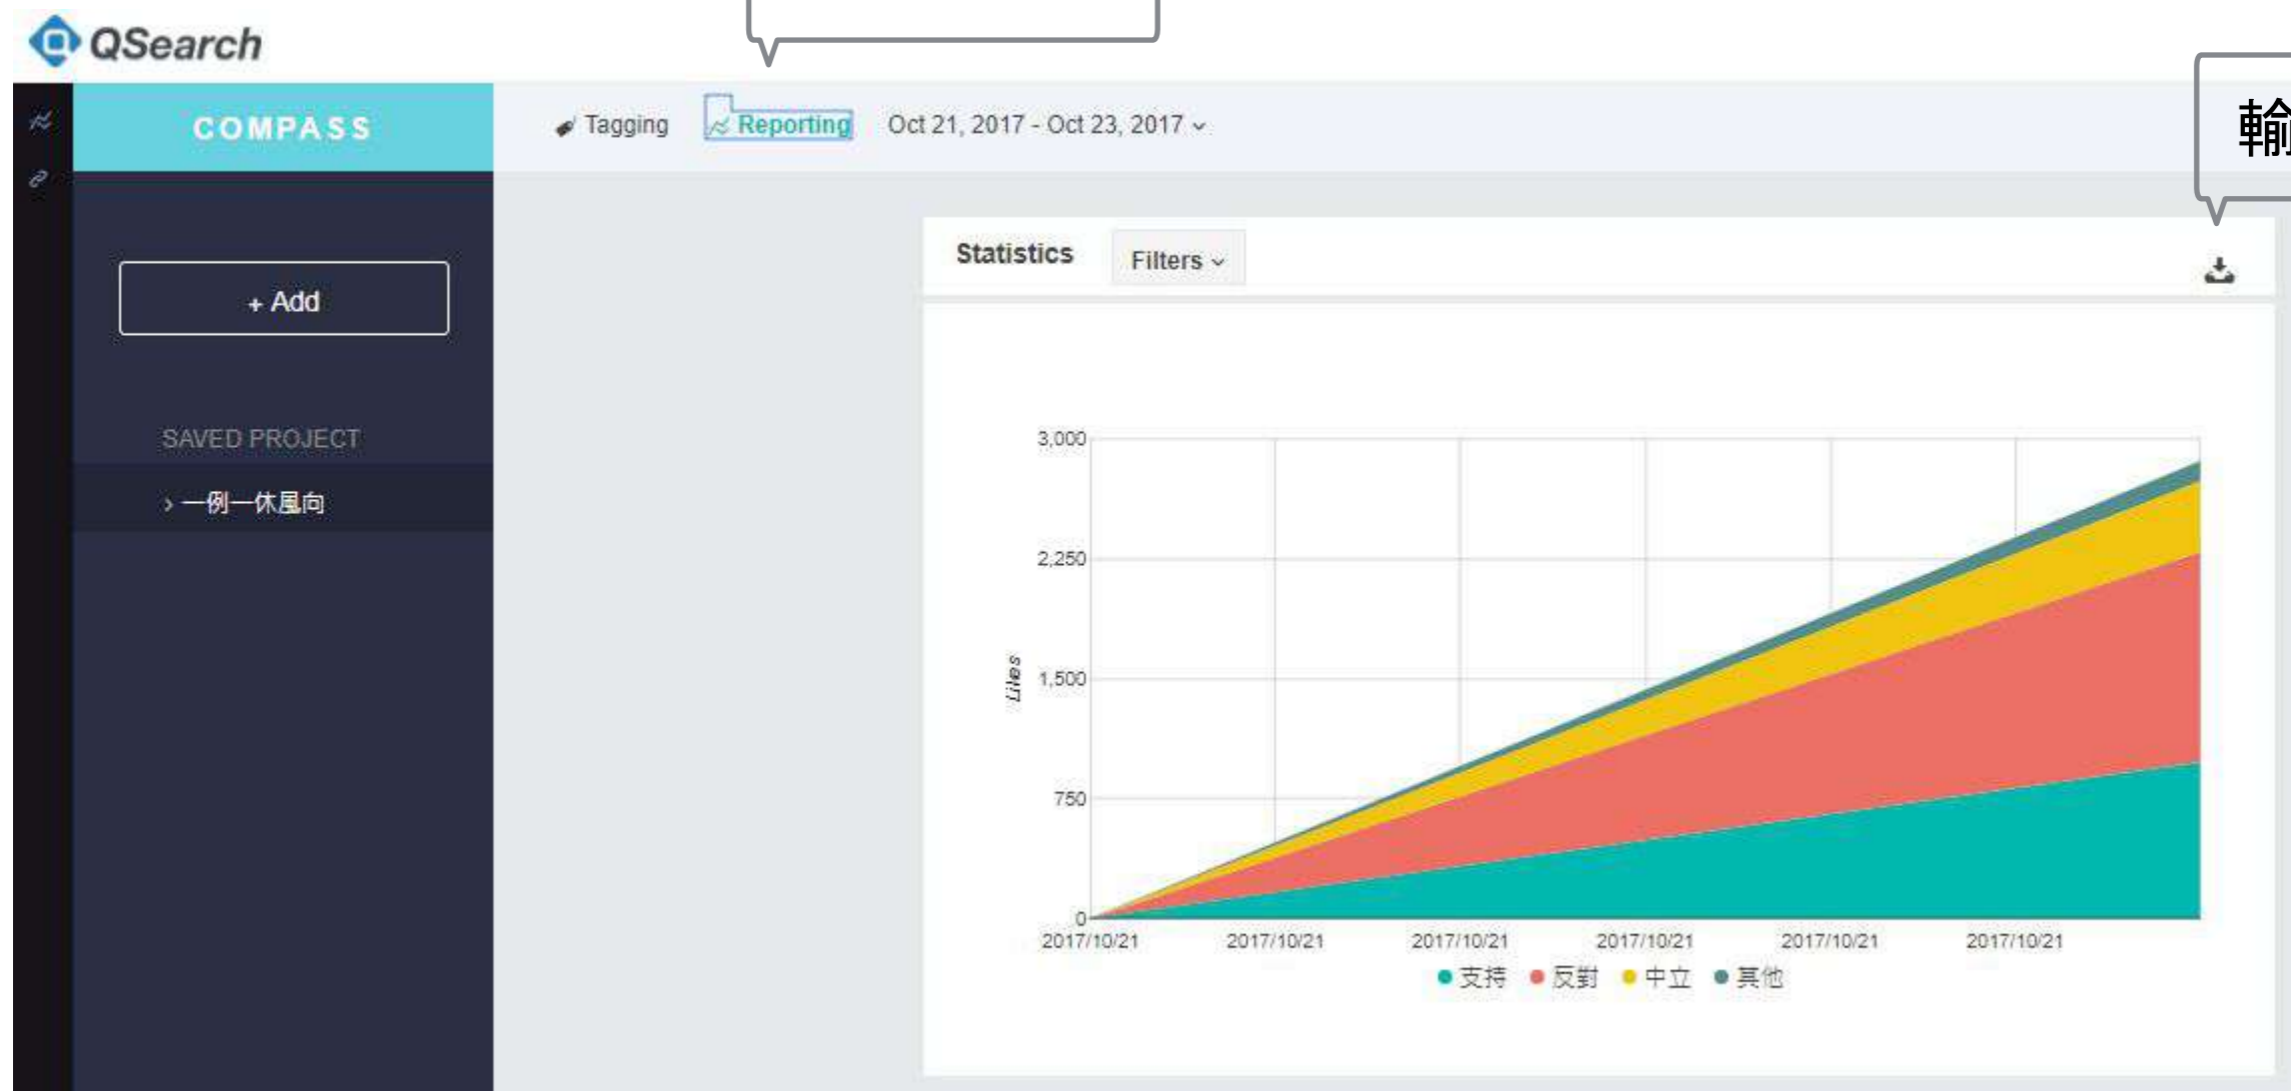 QSearch
COMPASS
Tagging
Reporting
Oct 21, 2017 - Oct 23, 2017
輸
+ Add
SAVED PROJECT
一例一休風向
Statistics
Filters
3,000
2,250
1,500
750
0
Likes
2017/10/21 2017/10/21 2017/10/21 2017/10/21 2017/10/21 2017/10/21
支持 反對 中立 其他